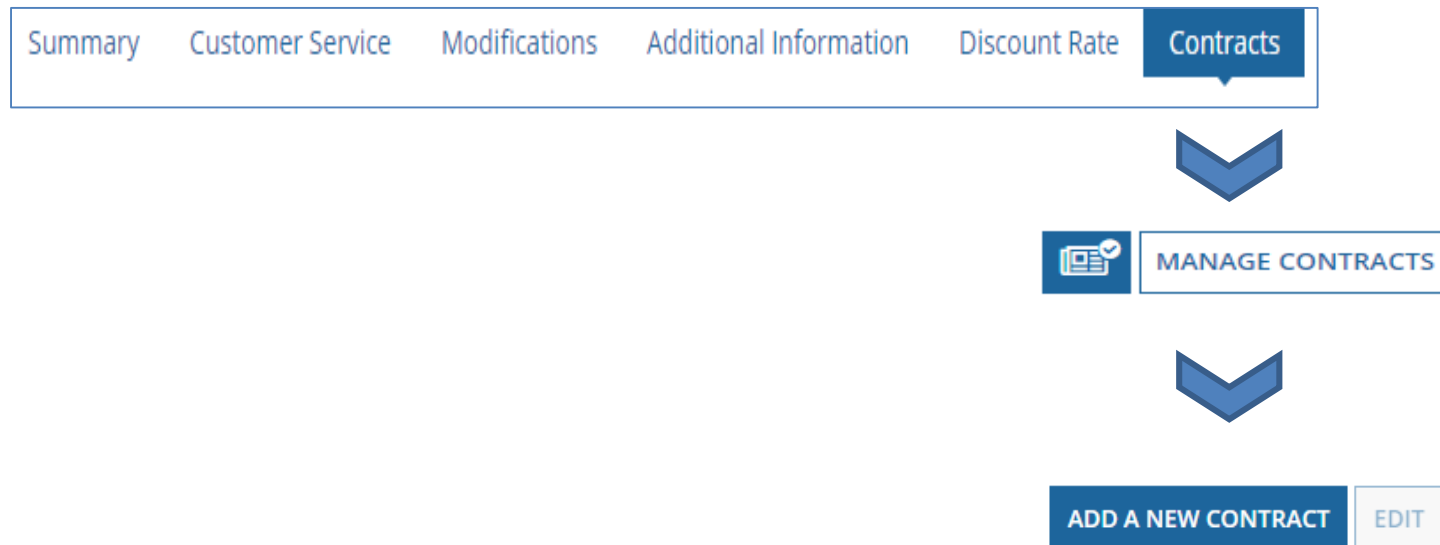 Summary Customer Service Modifications Additional Information Discount Rate Contracts
MANAGE CONTRACTS
ADD A NEW CONTRACT EDIT